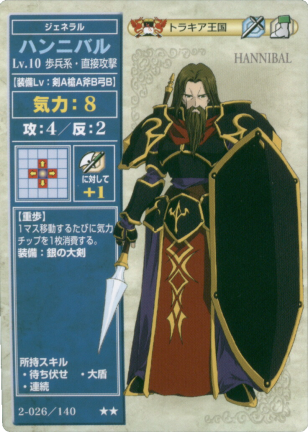 ジェネラル
ハンニバル
Lv.10 歩兵系・直接攻撃
【装備Lv:剣A槍A斧B弓B】
気力:8
攻:4/反:2
に対して
+1
【重歩】
1マス移動するたびに気力
チップを1枚消費する。
装備:銀の大剣
所持スキル
・待ち伏せ ・大盾
・連続
2-026/140 ★★
トラキア王国
HANNIBAL